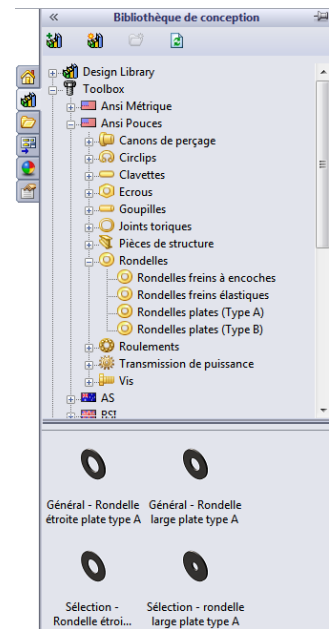 « Bibliothèque de conception
Design Library
Toolbox
Ansi Métrique
Ansi Pouces
Canons de perçage
Circlips
Clavettes
Ecrous
Goupilles
Joints toriques
Pièces de structure
Rondelles
Rondelles freins à encoches
Rondelles freins élastiques
Rondelles plates (Type A)
Rondelles plates (Type B)
Roulements
Transmission de puissance
Vis
AS
BSI
Général - Rondelle
étroite plate type A
Général - Rondelle
large plate type A
Sélection -
Rondelle étroi...
Sélection - rondelle
large plate type A